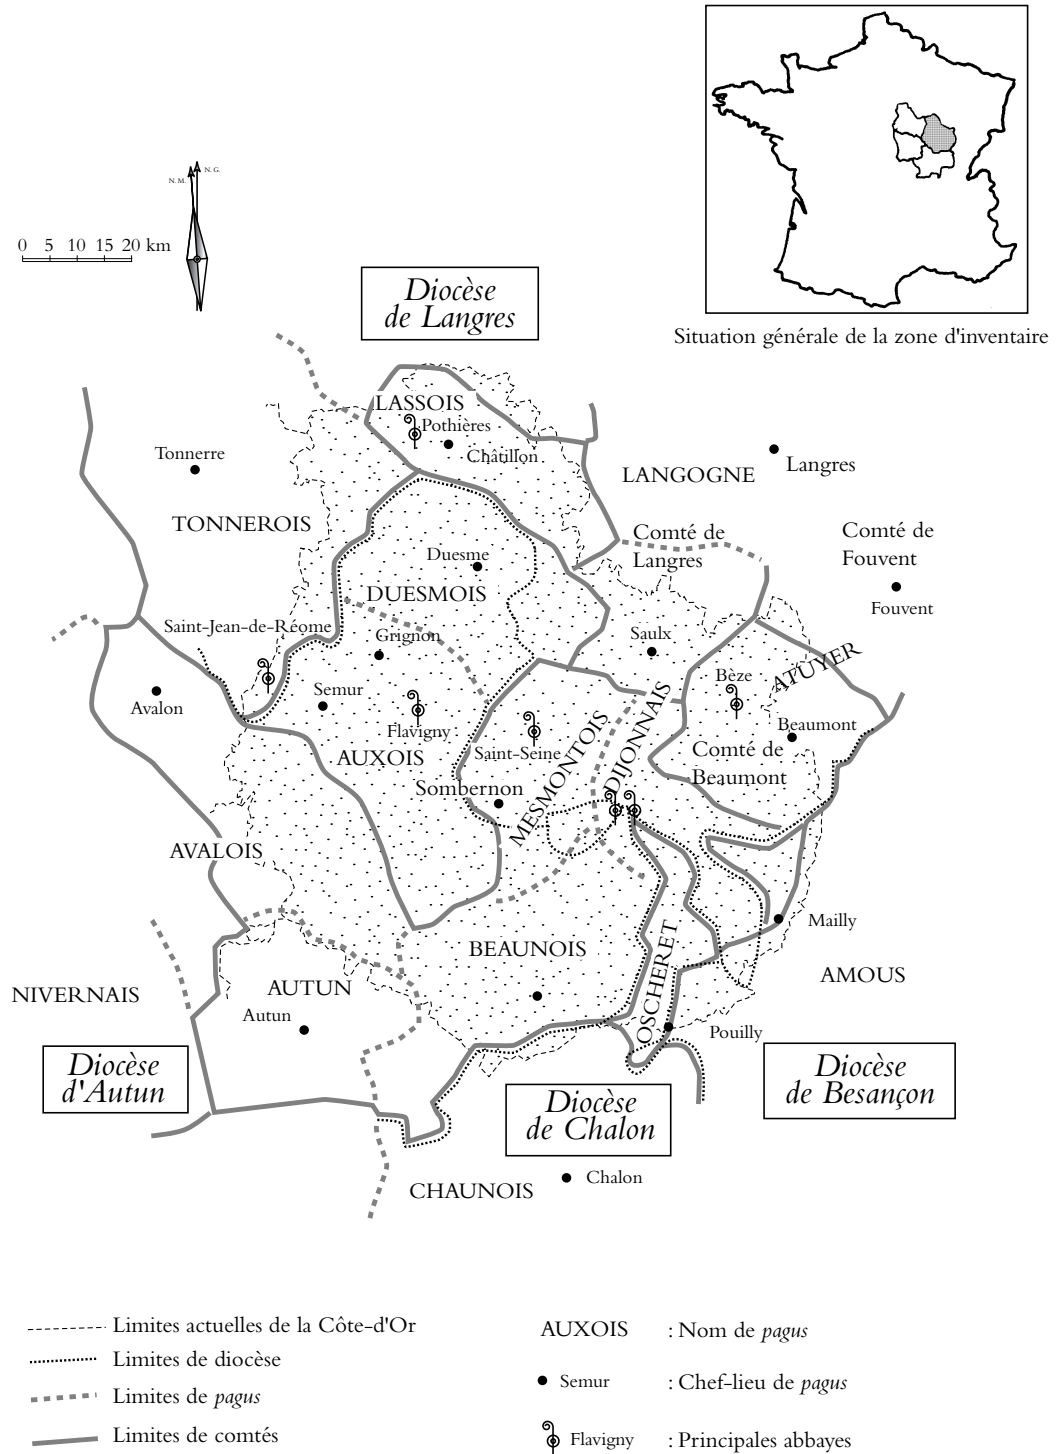 N.M.
N.G.
0 5 10 15 20 km
Situation générale de la zone d'inventaire
Diocèse
de Langres
LASSOIS
Pothières
Châtillon
Tonnerre
LANGOGNE
Langres
TONNEROIS
Comté de
Langres
Comté de
Fouvent
Duesme
DUESMOIS
Fouvent
Saint-Jean-de-Réome
Grignon
Saulx
ATUYER
Bèze
Semur
Avalon
Flavigny
Beaumont
Saint-Seine
AUXOIS
MESMONTOIS
DIJONNAIS
Comté de
Beaumont
Sombernon
AVALOIS
Mailly
BEAUNOIS
OSCHERET
AMOUS
NIVERNAIS
AUTUN
Autun
Pouilly
Diocèse
d'Autun
Diocèse
de Besançon
Diocèse
de Chalon
Chalon
CHAUNOIS
Limites actuelles de la Côte-d'Or
Limites de diocèse
Limites de pagus
Limites de comtés
AUXOIS : Nom de pagus
Semur : Chef-lieu de pagus
Flavigny : Principales abbayes